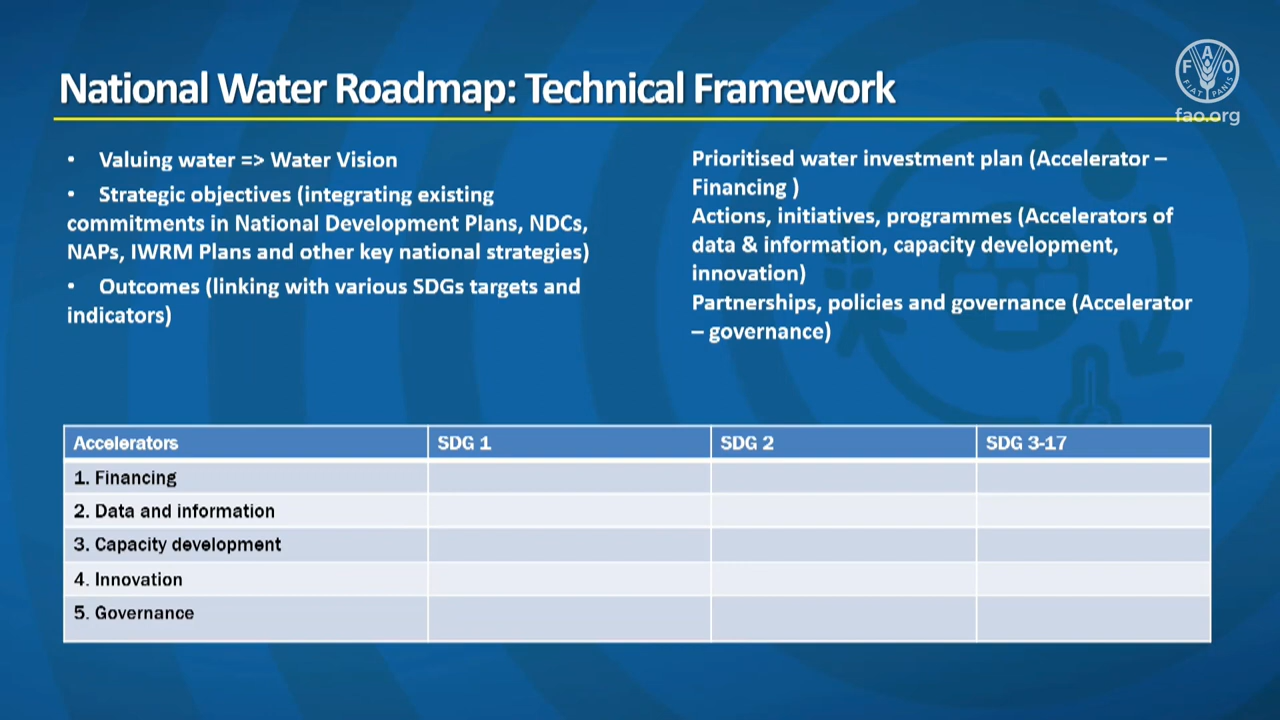 National Water Roadmap: Technical Framework
F A O
FIAT PANIS
fao.org
• Valuing water => Water Vision
• Strategic objectives (integrating existing
commitments in National Development Plans, NDCs,
NAPs, IWRM Plans and other key national strategies)
• Outcomes (linking with various SDGs targets and
indicators)
Prioritised water investment plan (Accelerator –
Financing )
Actions, initiatives, programmes (Accelerators of
data & information, capacity development,
innovation)
Partnerships, policies and governance (Accelerator
– governance)
Accelerators SDG 1 SDG 2 SDG 3-17
1. Financing
2. Data and information
3. Capacity development
4. Innovation
5. Governance